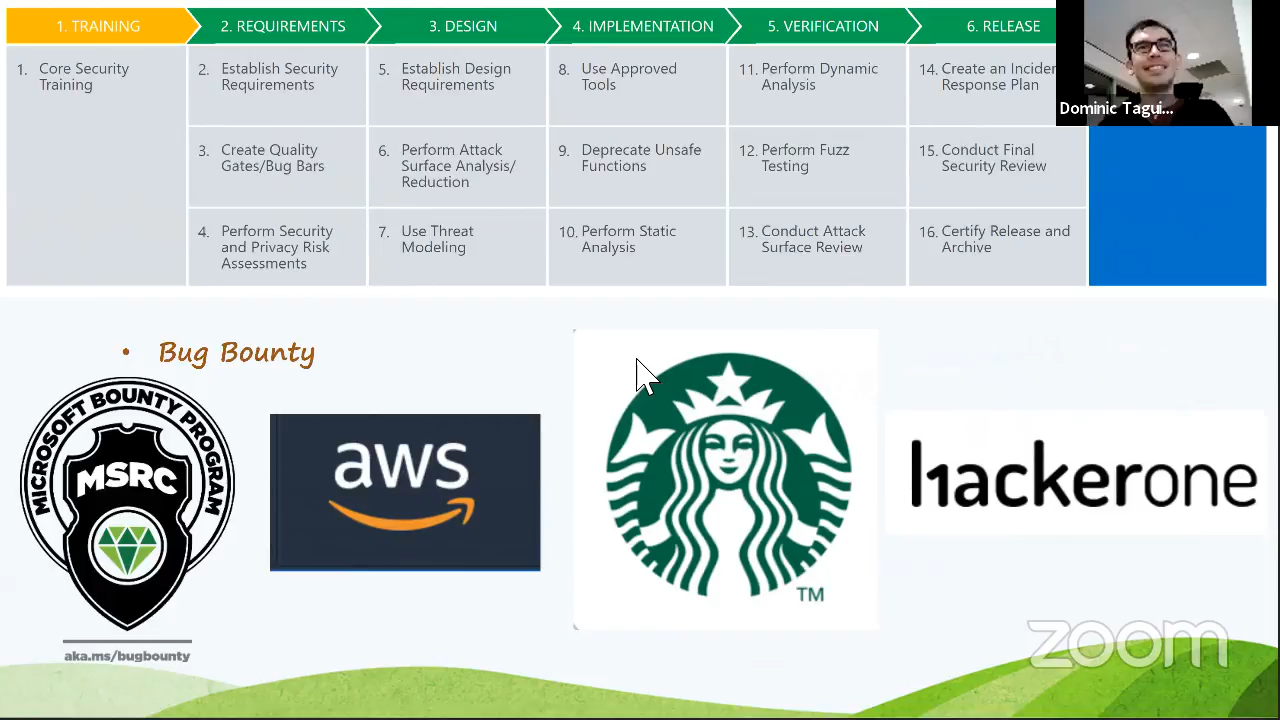 1. TRAINING
2. REQUIREMENTS
3. DESIGN
4. IMPLEMENTATION
5. VERIFICATION
6. RELEASE
1. Core Security
Training
2. Establish Security
Requirements
5. Establish Design
Requirements
8. Use Approved
Tools
11. Perform Dynamic
Analysis
14. Create an Inciden
Response Plan
Dominic Tagui...
3. Create Quality
Gates/Bug Bars
6. Perform Attack
Surface Analysis/
Reduction
9. Deprecate Unsafe
Functions
12. Perform Fuzz
Testing
15. Conduct Final
Security Review
4. Perform Security
and Privacy Risk
Assessments
7. Use Threat
Modeling
10. Perform Static
Analysis
13. Conduct Attack
Surface Review
16. Certify Release and
Archive
• Bug Bounty
MICROSOFT BOUNTY PROGRAM
MSRC
aka.ms/bugbounty
aws
TM
hackerone
zoom